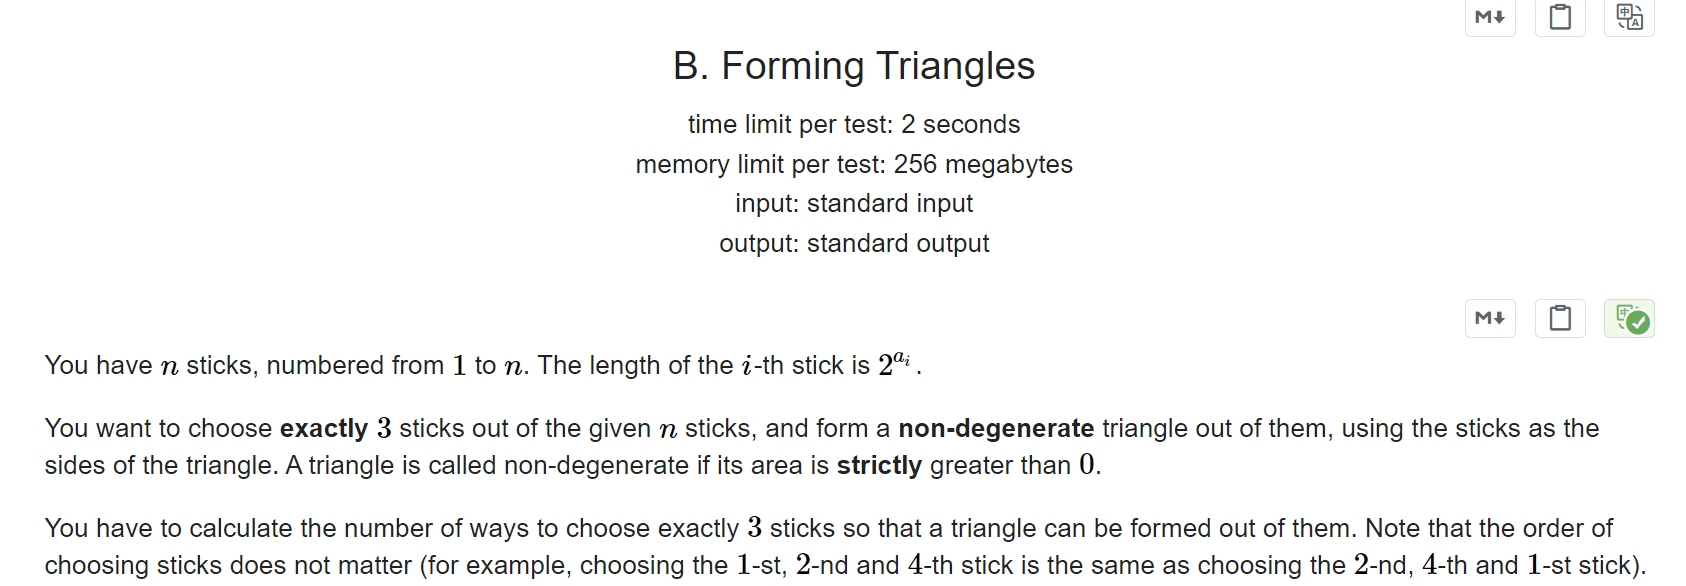 M↓
B. Forming Triangles
time limit per test: 2 seconds
memory limit per test: 256 megabytes
input: standard input
output: standard output
M↓
You have n sticks, numbered from 1 to n. The length of the i-th stick is 2^{a_i}.
You want to choose exactly 3 sticks out of the given n sticks, and form a non-degenerate triangle out of them, using the sticks as the
sides of the triangle. A triangle is called non-degenerate if its area is strictly greater than 0.
You have to calculate the number of ways to choose exactly 3 sticks so that a triangle can be formed out of them. Note that the order of
choosing sticks does not matter (for example, choosing the 1-st, 2-nd and 4-th stick is the same as choosing the 2-nd, 4-th and 1-st stick).